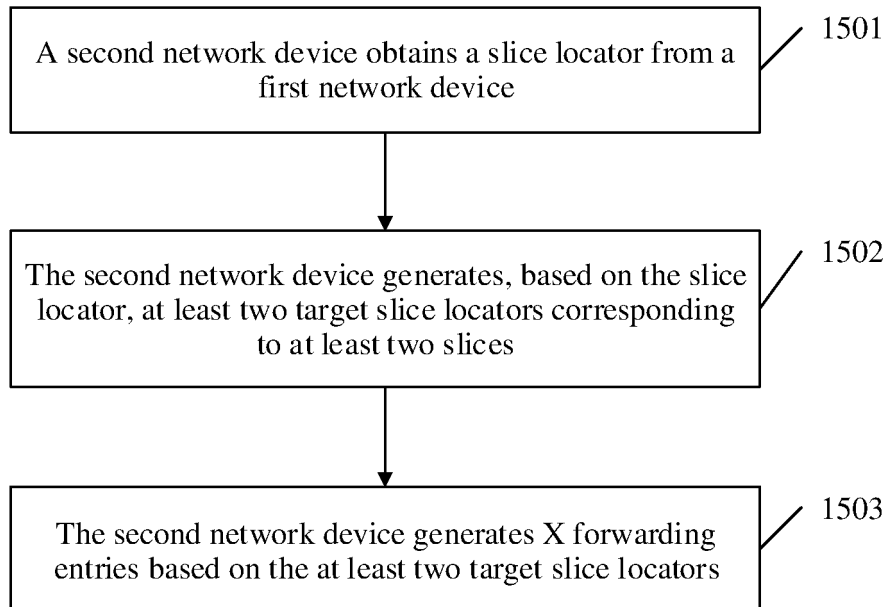 A second network device obtains a slice locator from a
first network device
1501
The second network device generates, based on the slice
locator, at least two target slice locators corresponding
to at least two slices
1502
The second network device generates X forwarding
entries based on the at least two target slice locators
1503